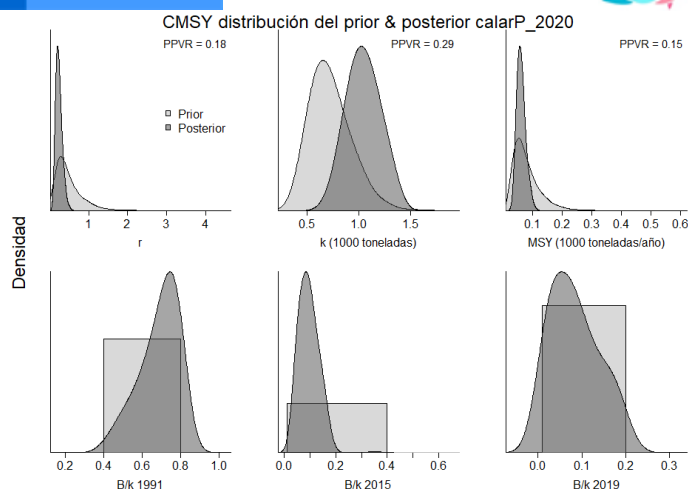 CMSY distribución del prior & posterior calarP_2020
PPVR = 0.18
PPVR = 0.29
PPVR = 0.15
Prior
Posterior
1 2 3 4
r
0.5 1.0 1.5
k (1000 toneladas)
0.1 0.2 0.3 0.4 0.5 0.6
MSY (1000 toneladas/año)
Densidad
0.2 0.4 0.6 0.8 1.0
B/k 1991
0.0 0.2 0.4 0.6
B/k 2015
0.0 0.1 0.2 0.3
B/k 2019